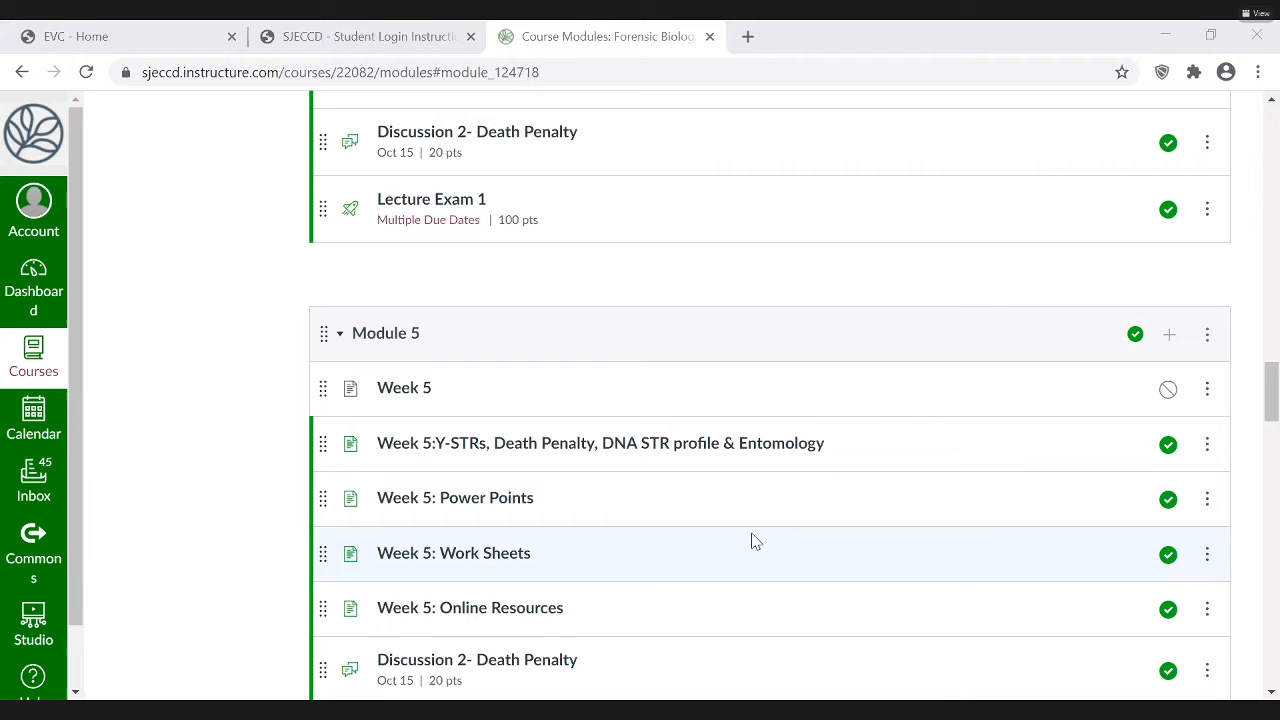 View
EVC - Home
SJECCD - Student Login Instructi
Course Modules: Forensic Biolog
sjeccd.instructure.com/courses/22082/modules#module_124718
Discussion 2- Death Penalty
Oct 15 | 20 pts
Lecture Exam 1
Multiple Due Dates | 100 pts
Account
Dashboar
d
Courses
Calendar
45
Inbox
Common
s
Studio
Module 5
Week 5
Week 5:Y-STRs, Death Penalty, DNA STR profile & Entomology
Week 5: Power Points
Week 5: Work Sheets
Week 5: Online Resources
Discussion 2- Death Penalty
Oct 15 | 20 pts